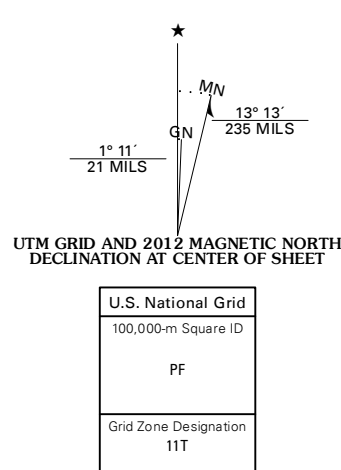 ★
MN
13° 13´
235 MILS
GN
1° 11´
21 MILS
UTM GRID AND 2012 MAGNETIC NORTH
DECLINATION AT CENTER OF SHEET
U.S. National Grid
100,000-m Square ID
PF
Grid Zone Designation
11T